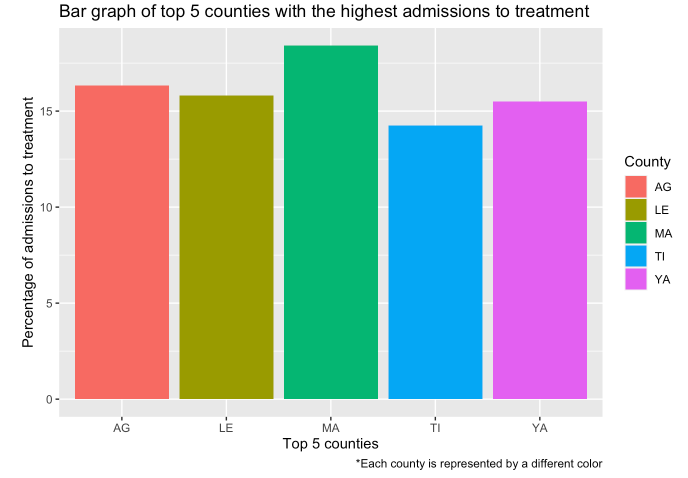 Bar graph of top 5 counties with the highest admissions to treatment
Percentage of admissions to treatment
15
10
5
0
AG
LE
MA
TI
YA
Top 5 counties
*Each county is represented by a different color
County
AG
LE
MA
TI
YA